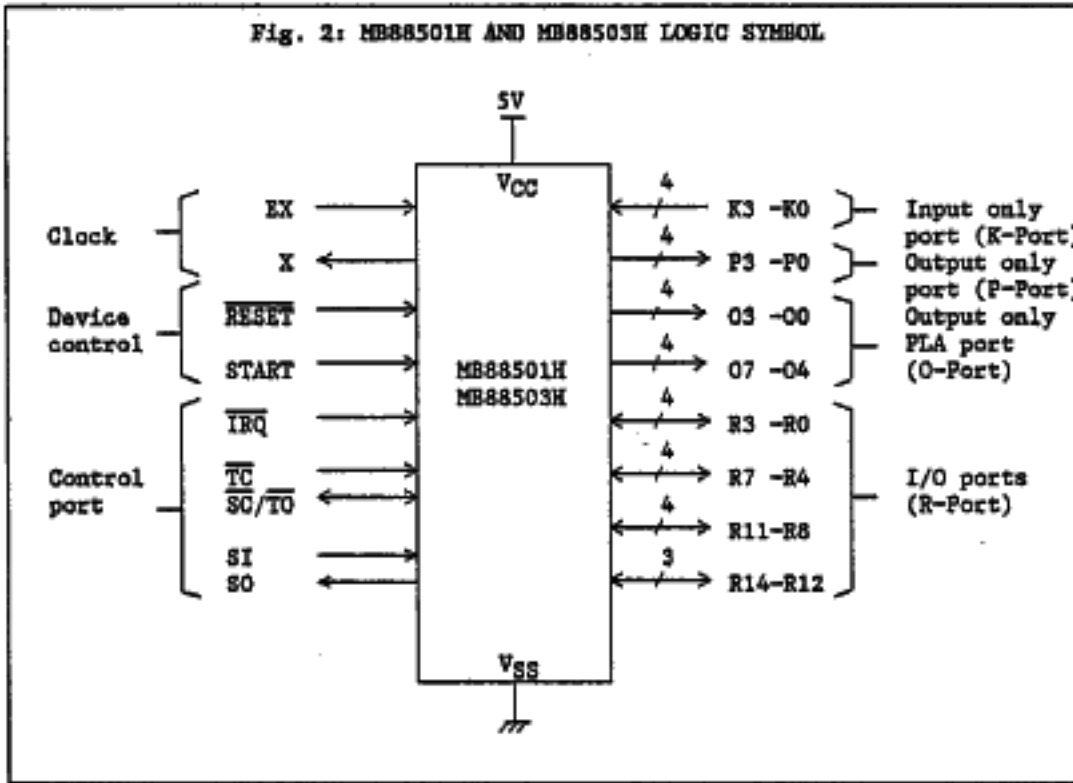 Fig. 2: MB88501H AND MB88503H LOGIC SYMBOL
5V
VCC
Clock
EX
X
Device
control
RESET
START
Control
port
IRQ
TC
SC/TO
SI
SO
MB88501H
MB88503H
VSS
4
K3 -K0
Input only
port (K-Port)
4
P3 -P0
Output only
port (P-Port)
4
O3 -O0
Output only
PLA port
(O-Port)
4
O7 -O4
4
R3 -R0
4
R7 -R4
I/O ports
(R-Port)
4
R11-R8
3
R14-R12